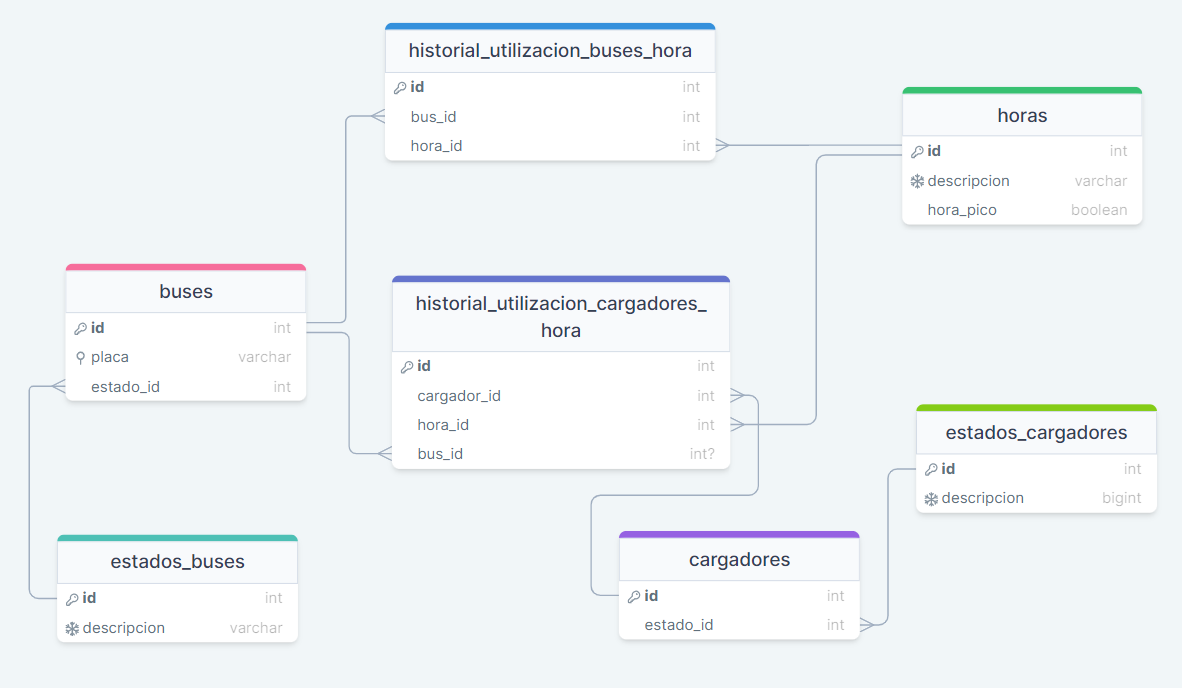 historial_utilizacion_buses_hora
id int
bus_id int
hora_id int
horas
id int
descripcion varchar
hora_pico boolean
buses
id int
placa varchar
estado_id int
historial_utilizacion_cargadores_
hora
id int
cargador_id int
hora_id int
bus_id int?
estados_cargadores
id int
descripcion bigint
estados_buses
id int
descripcion varchar
cargadores
id int
estado_id int